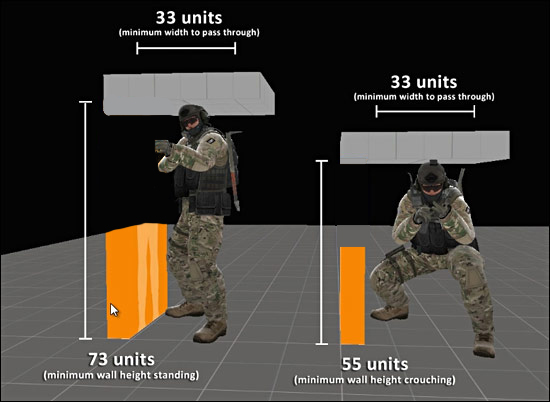 33 units
(minimum width to pass through)
33 units
(minimum width to pass through)
73 units
(minimum wall height standing)
55 units
(minimum wall height crouching)